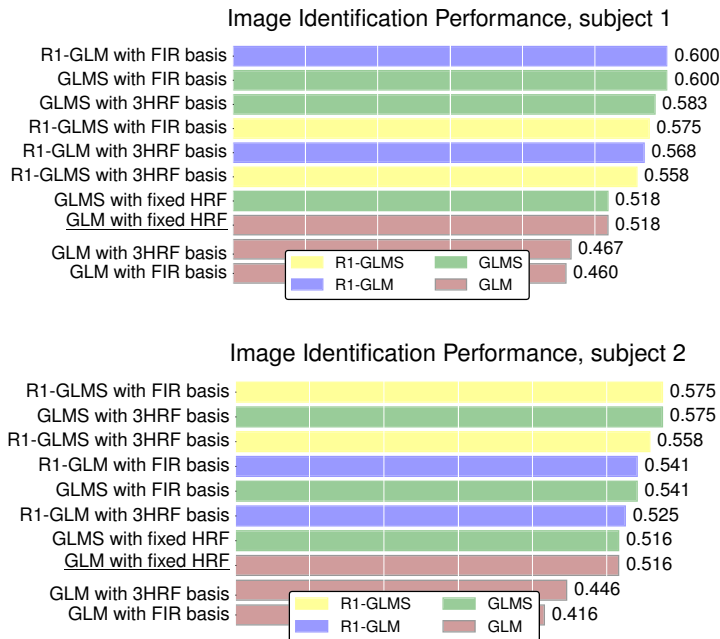 Image Identification Performance, subject 1
R1-GLM with FIR basis 0.600
GLMS with FIR basis 0.600
GLMS with 3HRF basis 0.583
R1-GLMS with FIR basis 0.575
R1-GLM with 3HRF basis 0.568
R1-GLMS with 3HRF basis 0.558
GLMS with fixed HRF 0.518
GLM with fixed HRF 0.518
GLM with 3HRF basis 0.467
GLM with FIR basis 0.460
R1-GLMS GLMS
R1-GLM GLM
Image Identification Performance, subject 2
R1-GLMS with FIR basis 0.575
GLMS with 3HRF basis 0.575
R1-GLMS with 3HRF basis 0.558
R1-GLM with FIR basis 0.541
GLMS with FIR basis 0.541
R1-GLM with 3HRF basis 0.525
GLMS with fixed HRF 0.516
GLM with fixed HRF 0.516
GLM with 3HRF basis 0.446
GLM with FIR basis 0.416
R1-GLMS GLMS
R1-GLM GLM